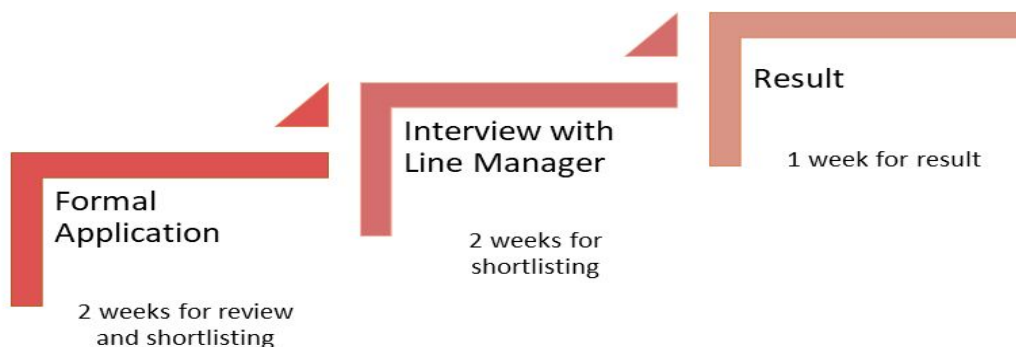 Formal
Application
2 weeks for review
and shortlisting
Interview with
Line Manager
2 weeks for
shortlisting
Result
1 week for result